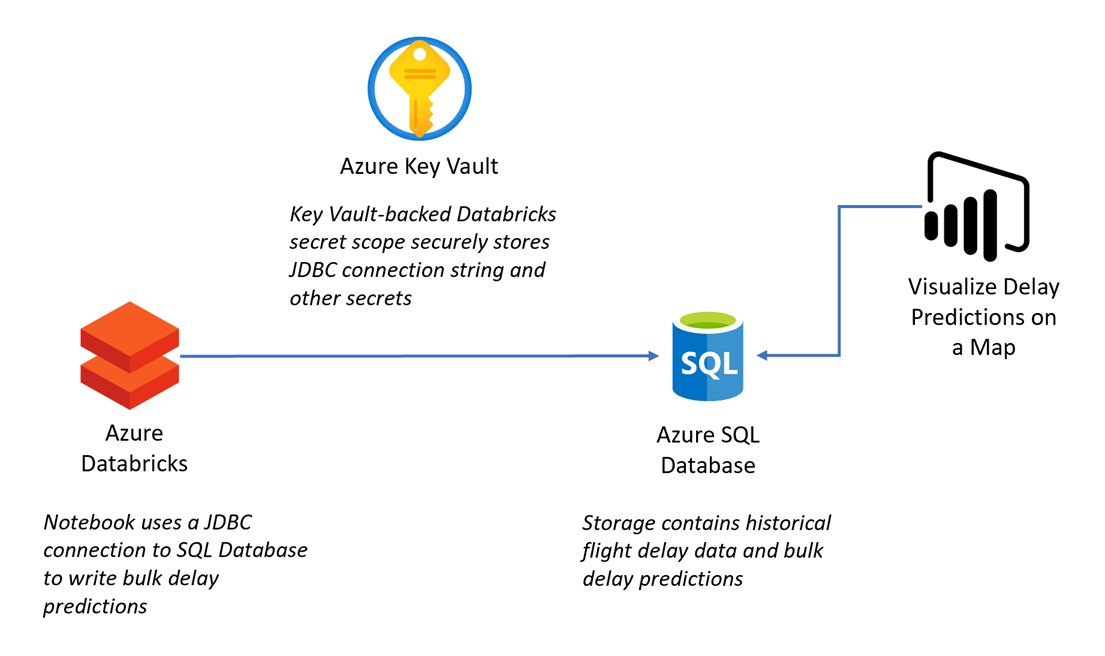 Azure Key Vault
Key Vault-backed Databricks
secret scope securely stores
JDBC connection string and
other secrets
Visualize Delay
Predictions on
a Map
SQL
Azure
Databricks
Azure SQL
Database
Notebook uses a JDBC
connection to SQL Database
to write bulk delay
predictions
Storage contains historical
flight delay data and bulk
delay predictions